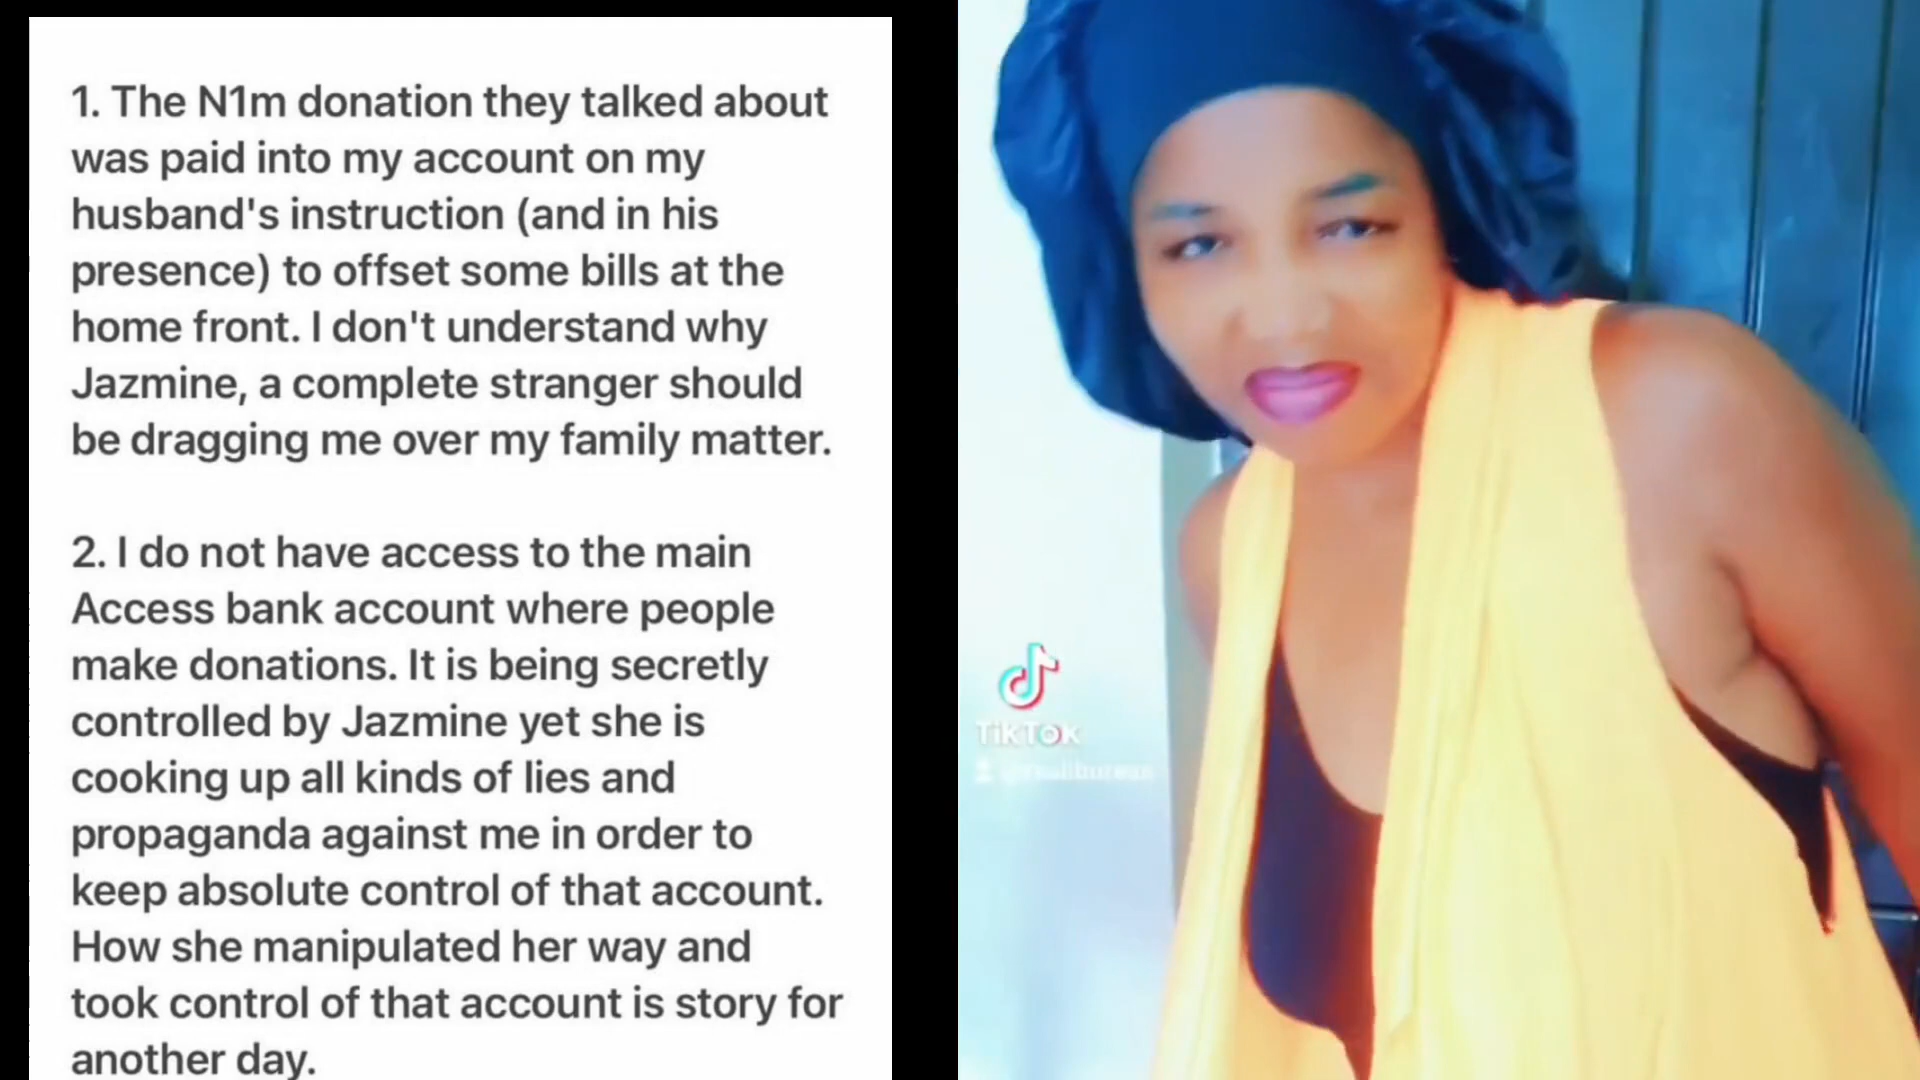 1. The N1m donation they talked about
was paid into my account on my
husband's instruction (and in his
presence) to offset some bills at the
home front. I don't understand why
Jazmine, a complete stranger should
be dragging me over my family matter.
2. I do not have access to the main
Access bank account where people
make donations. It is being secretly
controlled by Jazmine yet she is
cooking up all kinds of lies and
propaganda against me in order to
keep absolute control of that account.
How she manipulated her way and
took control of that account is story for
another day.
TikTok